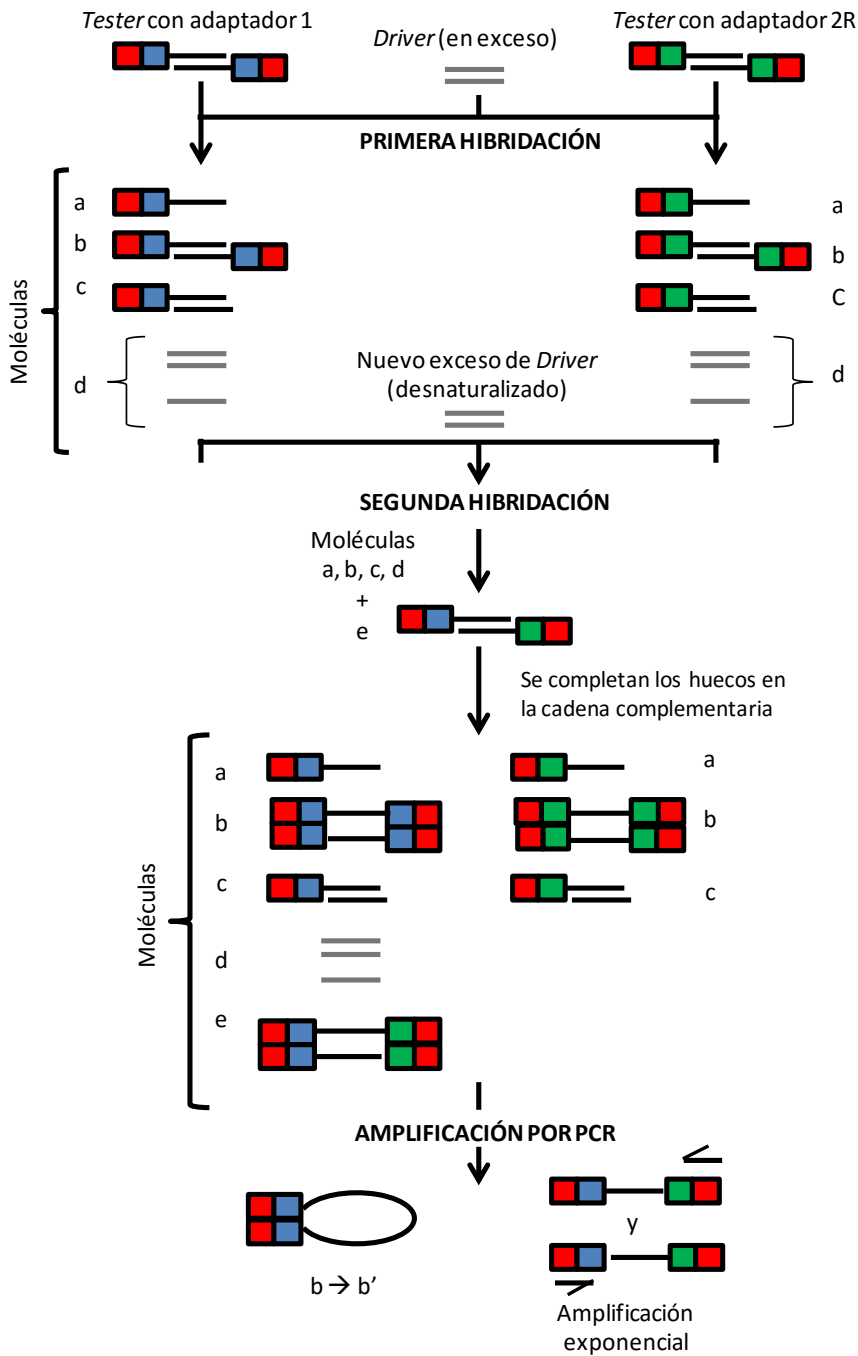 Tester con adaptador 1
Driver (en exceso)
Tester con adaptador 2R
PRIMERA HIBRIDACIÓN
Moléculas
a
a
b
b
c
C
d
d
Nuevo exceso de Driver
(desnaturalizado)
SEGUNDA HIBRIDACIÓN
Moléculas
a, b, c, d
+
e
Se completan los huecos en
la cadena complementaria
Moléculas
a
a
b
b
c
c
d
e
AMPLIFICACIÓN POR PCR
y
b → b’
Amplificación
exponencial